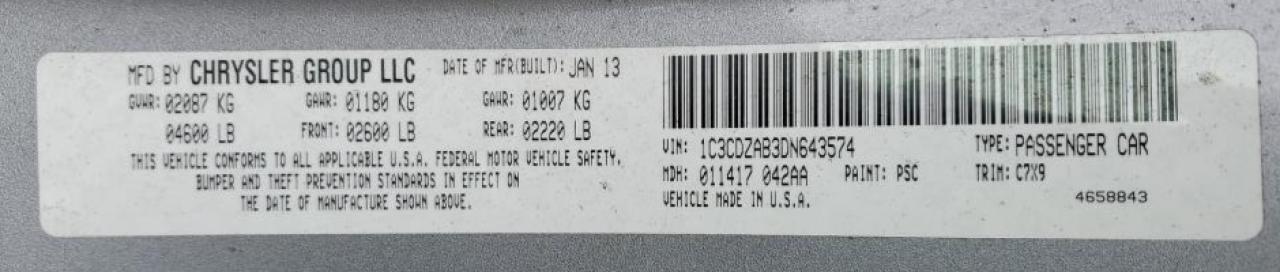 MFD BY CHRYSLER GROUP LLC DATE OF MFR(BUILT): JAN 13
GVWR: 02087 KG GAWR: 01180 KG GAWR: 01007 KG
04600 LB FRONT: 02600 LB REAR: 02220 LB
THIS VEHICLE CONFORMS TO ALL APPLICABLE U.S.A. FEDERAL MOTOR VEHICLE SAFETY,
BUMPER AND THEFT PREVENTION STANDARDS IN EFFECT ON
THE DATE OF MANUFACTURE SHOWN ABOVE.
VIN: 1C3CDZAB3DN643574 TYPE: PASSENGER CAR
MDH: 011417 042AA PAINT: PSC TRIM: C7X9
VEHICLE MADE IN U.S.A. 4658843